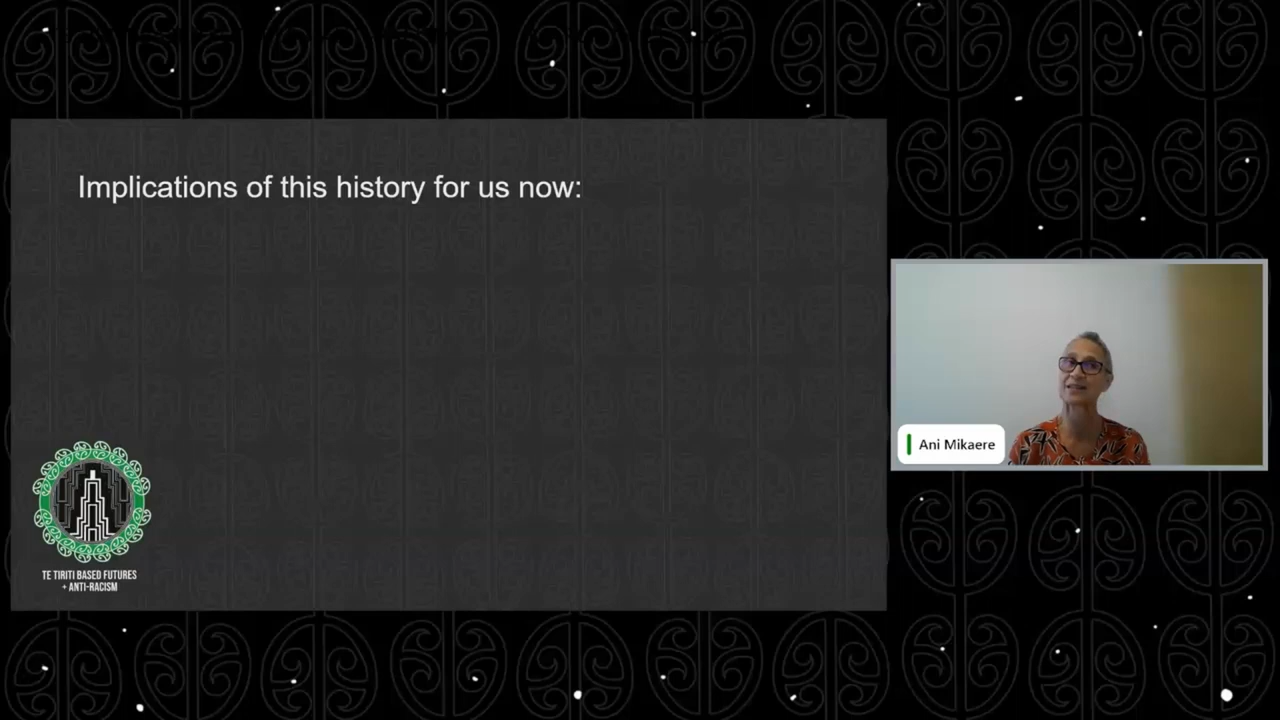 Implications of this history for us now:
Ani Mikaere
TE TIRITI BASED FUTURES
+ ANTI-RACISM